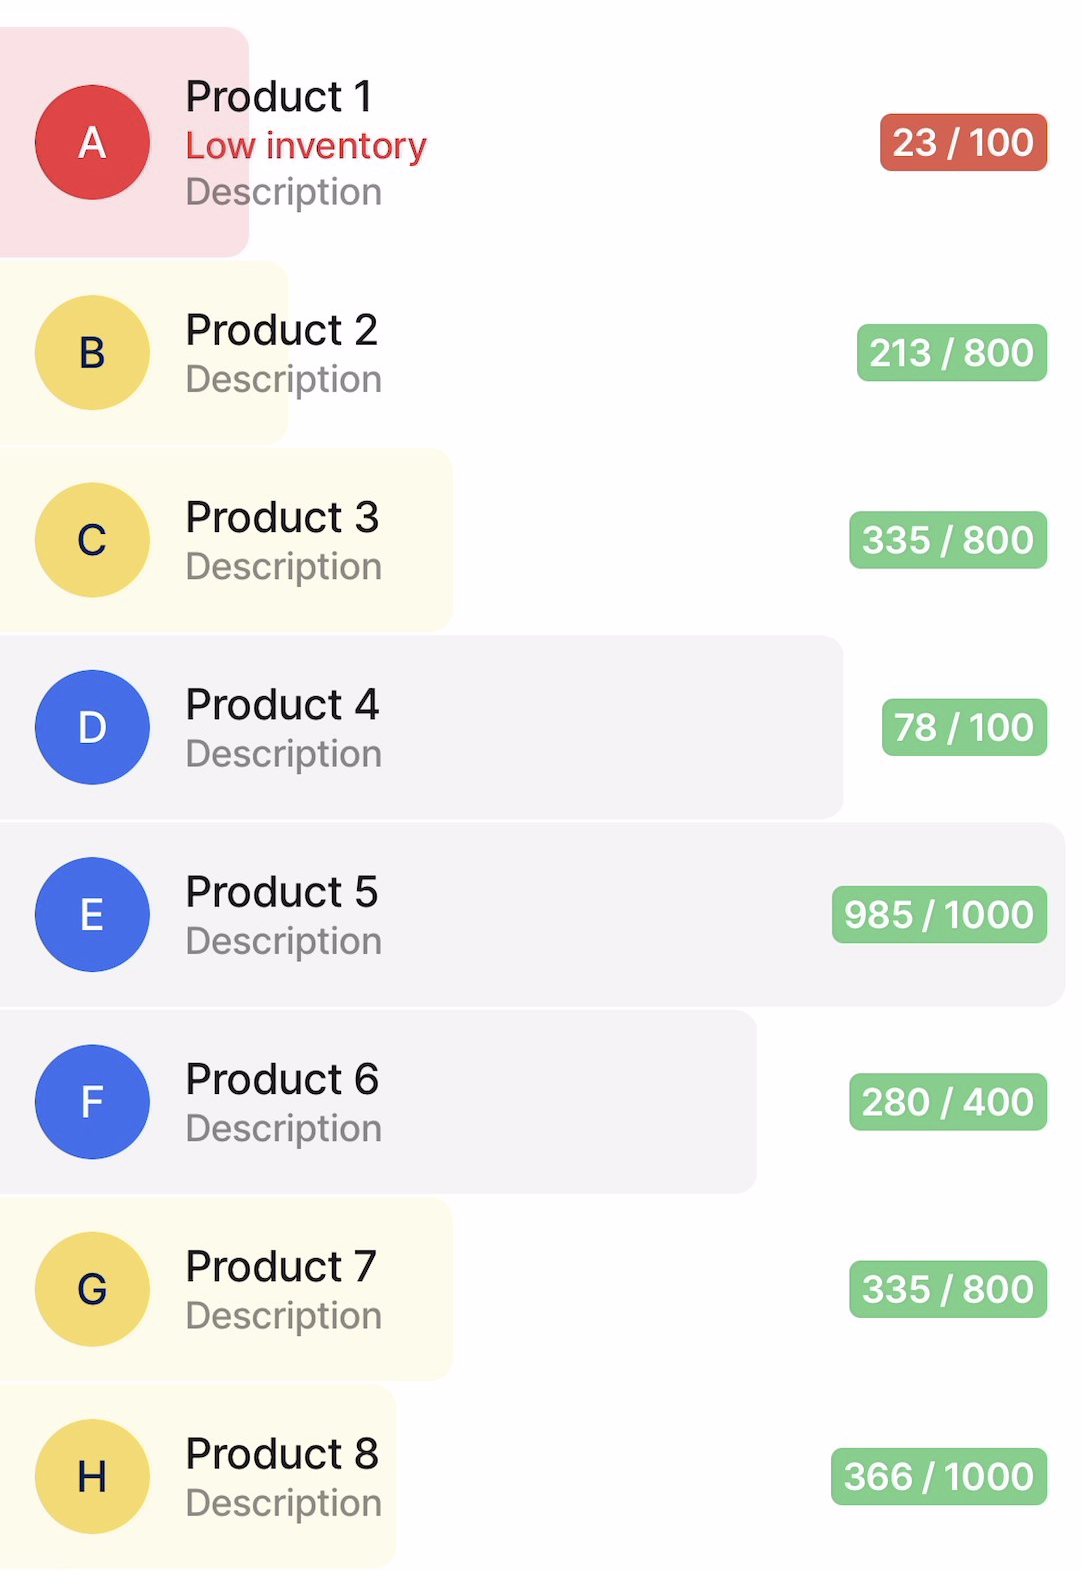 A
Product 1
Low inventory
Description
23 / 100
B
Product 2
Description
213 / 800
C
Product 3
Description
335 / 800
D
Product 4
Description
78 / 100
E
Product 5
Description
985 / 1000
F
Product 6
Description
280 / 400
G
Product 7
Description
335 / 800
H
Product 8
Description
366 / 1000